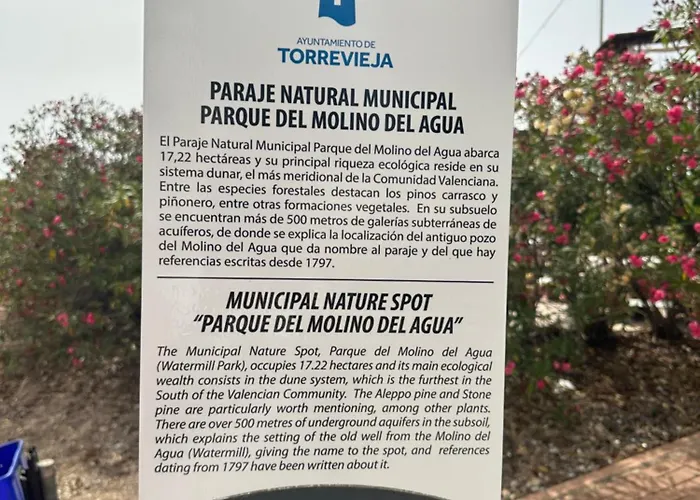 AYUNTAMIENTO DE
TORREVIEJA
PARAJE NATURAL MUNICIPAL
PARQUE DEL MOLINO DEL AGUA
El Paraje Natural Municipal Parque del Molino del Agua abarca
17,22 hectáreas y su principal riqueza ecológica reside en su
sistema dunar, el más meridional de la Comunidad Valenciana.
Entre las especies forestales destacan los pinos carrasco y
piñonero, entre otras formaciones vegetales. En su subsuelo
se encuentran más de 500 metros de galerías subterráneas de
acuíferos, de donde se explica la localización del antiguo pozo
del Molino del Agua que da nombre al paraje y del que hay
referencias escritas desde 1797.
MUNICIPAL NATURE SPOT
"PARQUE DEL MOLINO DEL AGUA"
The Municipal Nature Spot, Parque del Molino del Agua
(Watermill Park), occupies 17.22 hectares and its main ecological
wealth consists in the dune system, which is the furthest in the
South of the Valencian Community. The Aleppo pine and Stone
pine are particularly worth mentioning, among other plants.
There are over 500 metres of underground aquifers in the subsoil,
which explains the setting of the old well from the Molino del
Agua (Watermill), giving the name to the spot, and references
dating from 1797 have been written about it.